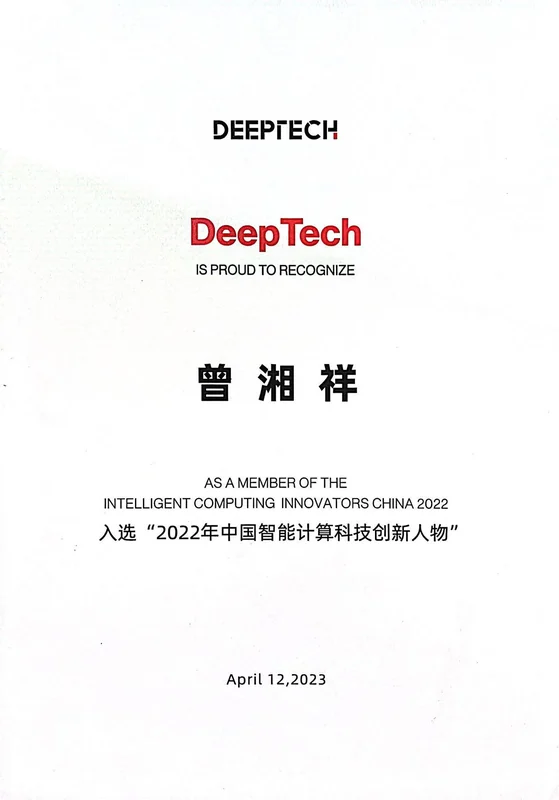 DEEPTECH
DeepTech
IS PROUD TO RECOGNIZE
曾湘祥
AS A MEMBER OF THE
INTELLIGENT COMPUTING INNOVATORS CHINA 2022
入选“2022年中国智能计算科技创新人物”
April 12,2023